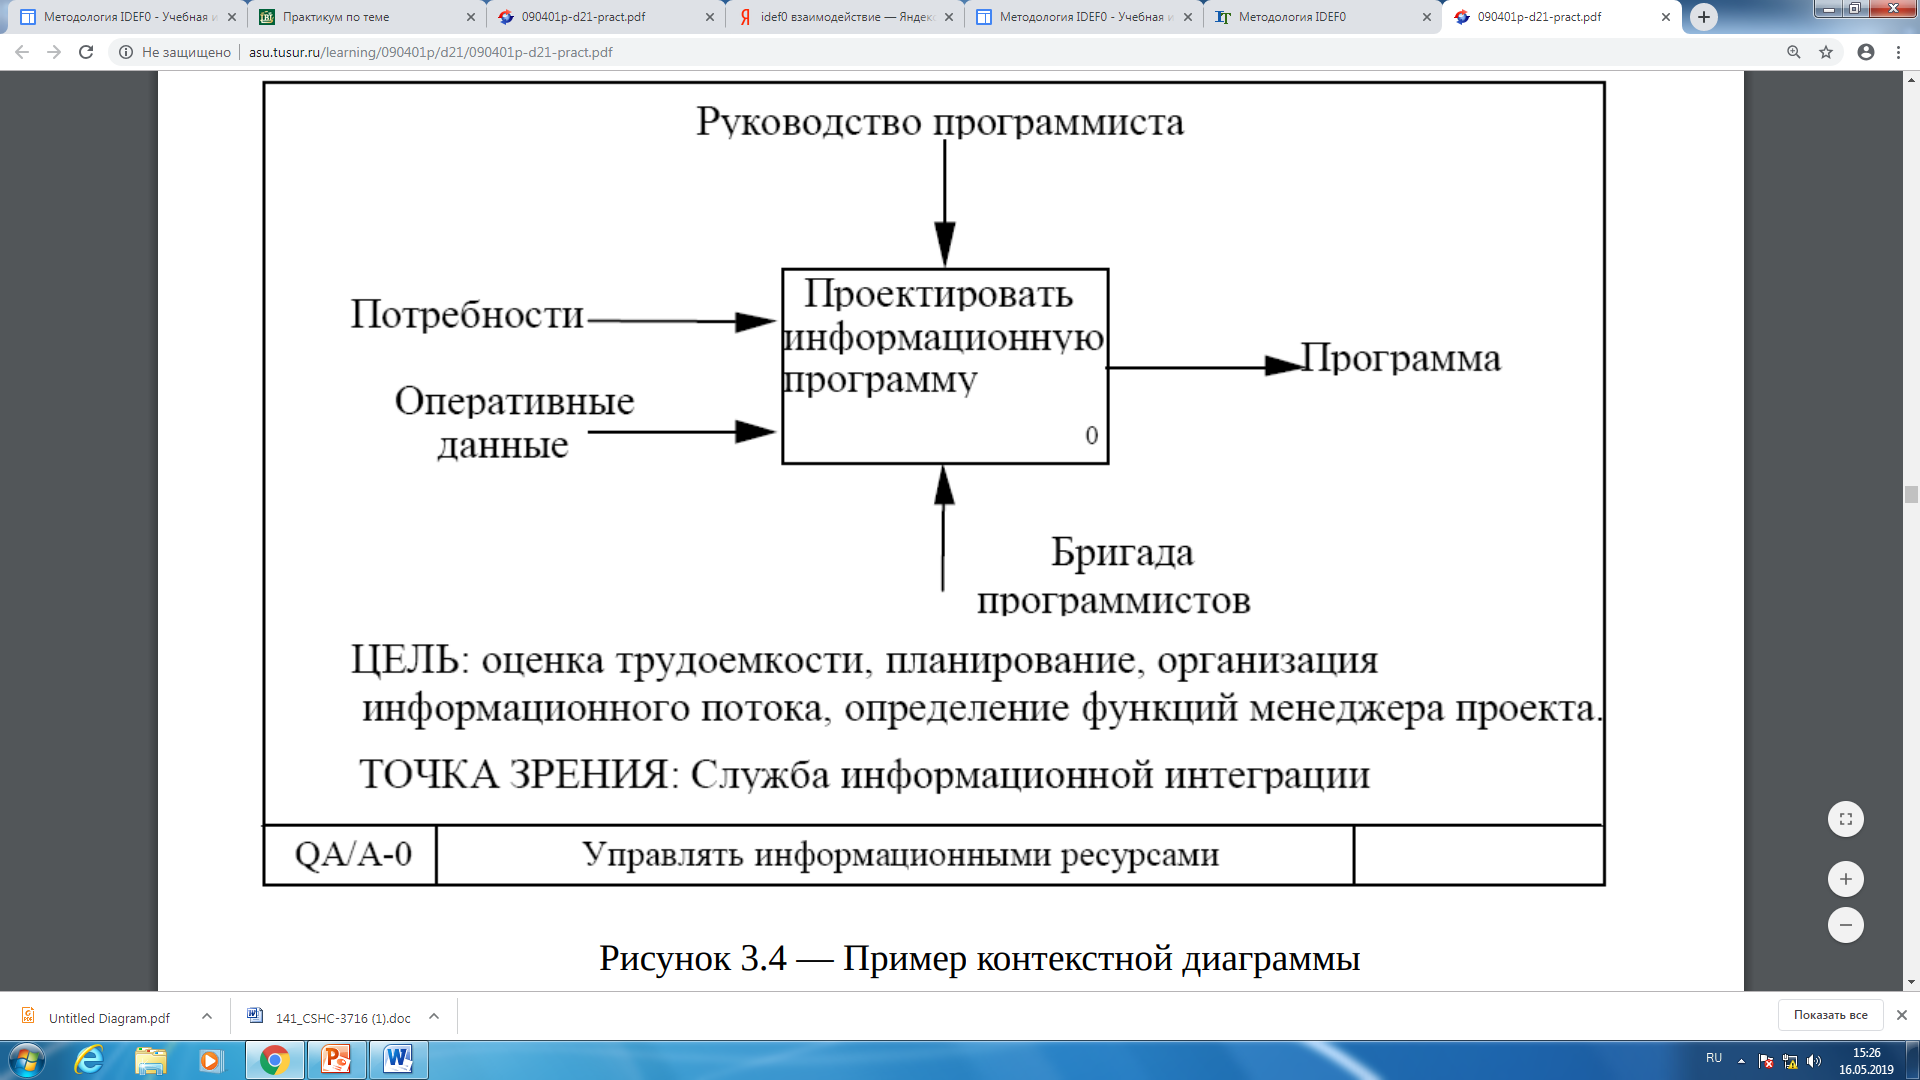 Методология IDEF0 - Учебная и
Практикум по теме
090401p-d21-pract.pdf
idef0 взаимодействие — Яндекс
Методология IDEF0 - Учебная и
Методология IDEF0
090401p-d21-pract.pdf
Не защищено
asu.tusur.ru/learning/090401p/d21/090401p-d21-pract.pdf
Руководство программиста
Потребности
Оперативные
данные
Проектировать
информационную
программу
0
Программа
Бригада
программистов
ЦЕЛЬ: оценка трудоемкости, планирование, организация
информационного потока, определение функций менеджера проекта.
ТОЧКА ЗРЕНИЯ: Служба информационной интеграции
QA/A-0
Управлять информационными ресурсами
Рисунок 3.4 — Пример контекстной диаграммы
Untitled Diagram.pdf
141_CSHC-3716 (1).doc
Показать все
RU
15:26
16.05.2019